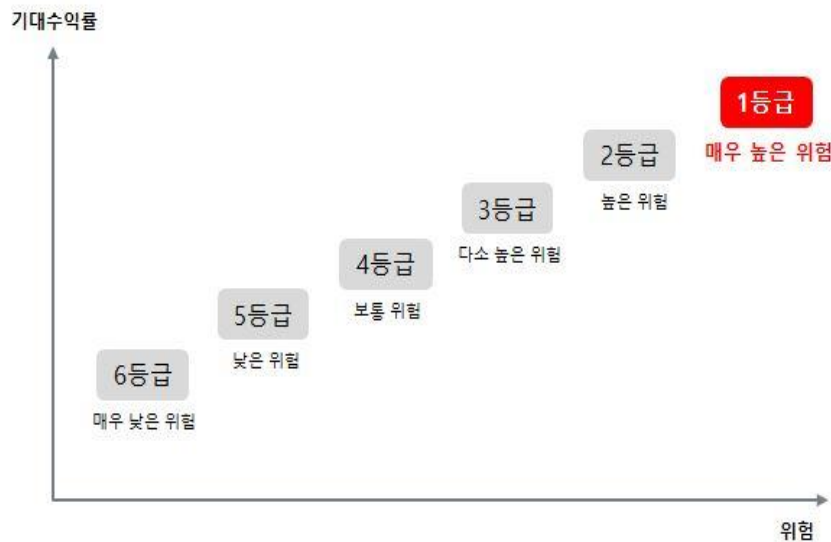 기대수익률
1등급
매우 높은 위험
2등급
높은 위험
3등급
다소 높은 위험
4등급
보통 위험
5등급
낮은 위험
6등급
매우 낮은 위험
위험